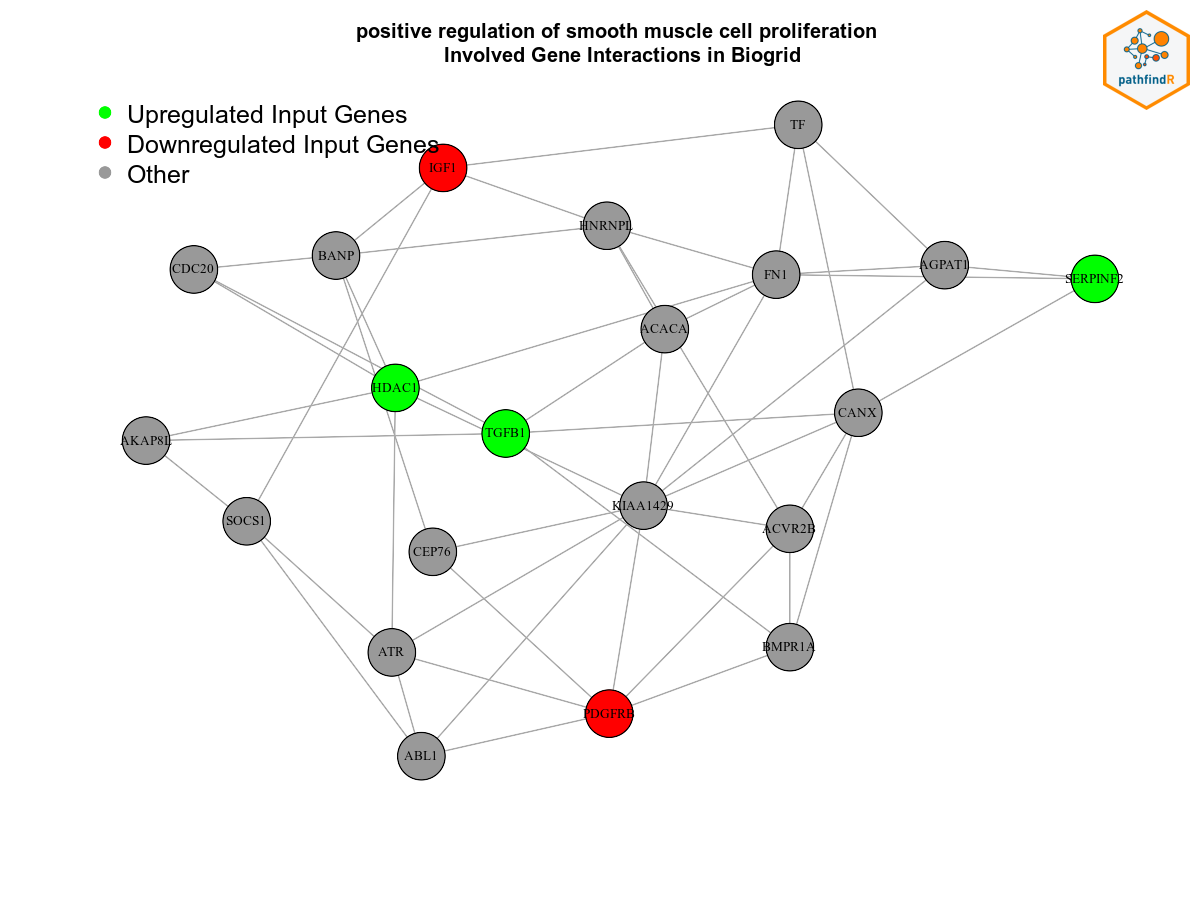 positive regulation of smooth muscle cell proliferation
Involved Gene Interactions in Biogrid
pathfindR
Upregulated Input Genes
Downregulated Input Genes
Other
TF
IGF1
HNRNPL
BANP
CDC20
FN1
AGPAT1
SERPINF2
ACACA
HDAC1
CANX
TGFB1
AKAP8L
KIAA1429
SOCS1
ACVR2B
CEP76
BMPR1A
ATR
PDGFRB
ABL1